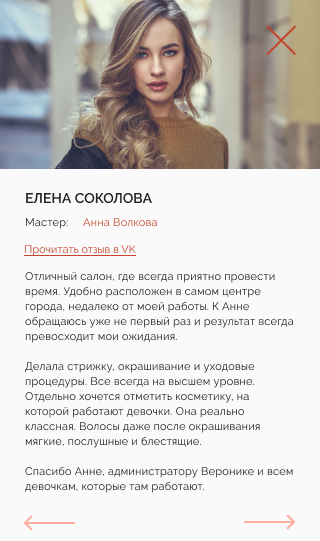 ЕЛЕНА СОКОЛОВА
Мастер: Анна Волкова
Прочитать отзыв в VK
Отличный салон, где всегда приятно провести
время. Удобно расположен в самом центре
города, недалеко от моей работы. К Анне
обращаюсь уже не первый раз и результат всегда
превосходит мои ожидания.
Делала стрижку, окрашивание и уходовые
процедуры. Все всегда на высшем уровне.
Отдельно хочется отметить косметику, на
которой работают девочки. Она реально
классная. Волосы даже после окрашивания
мягкие, послушные и блестящие.
Спасибо Анне, администратору Веронике и всем
девочкам, которые там работают.